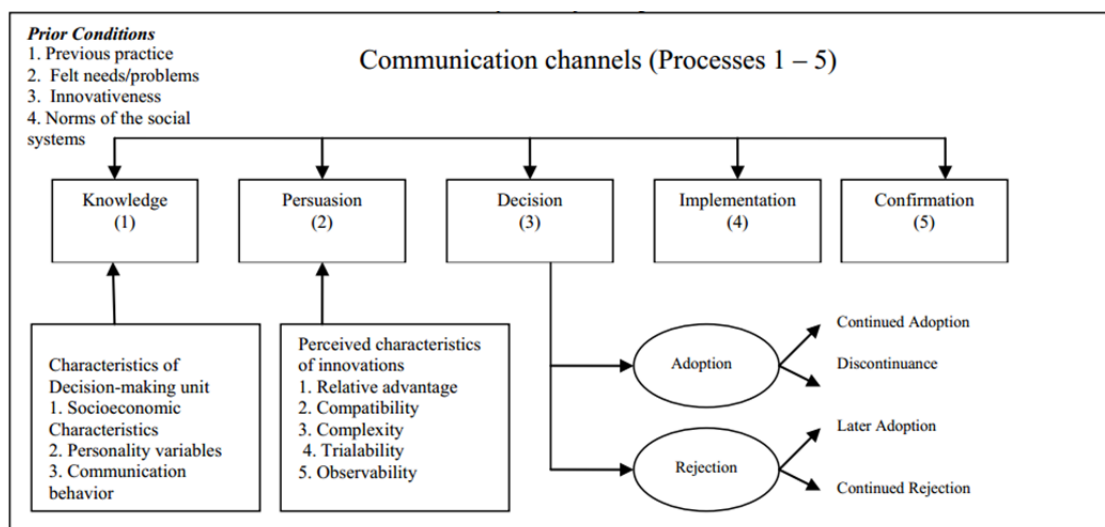 Prior Conditions
1. Previous practice
2. Felt needs/problems
3. Innovativeness
4. Norms of the social
systems
Communication channels (Processes 1 – 5)
Knowledge
(1)
Persuasion
(2)
Decision
(3)
Implementation
(4)
Confirmation
(5)
Characteristics of
Decision-making unit
1. Socioeconomic
Characteristics
2. Personality variables
3. Communication
behavior
Perceived characteristics
of innovations
1. Relative advantage
2. Compatibility
3. Complexity
4. Trialability
5. Observability
Adoption
Continued Adoption
Discontinuance
Rejection
Later Adoption
Continued Rejection